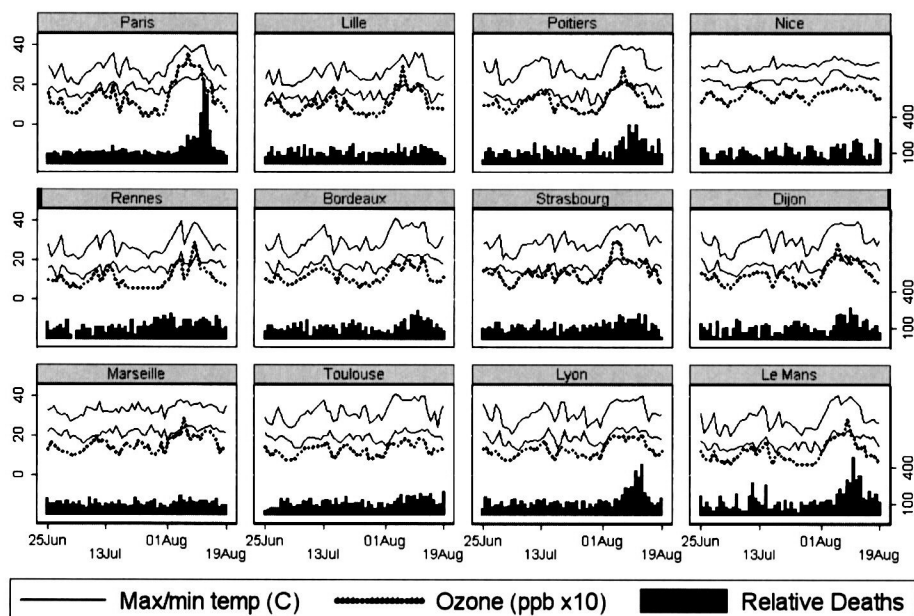 Paris Lille Poitiers Nice
40
20
0
400
100
Rennes Bordeaux Strasbourg Dijon
40
20
0
400
100
Marseille Toulouse Lyon Le Mans
40
20
0
400
100
25Jun 01Aug 25Jun 01Aug 25Jun 01Aug 25Jun 01Aug
13Jul 19Aug 13Jul 19Aug 13Jul 19Aug 13Jul 19Aug
Max/min temp (C) Ozone (ppb x10) Relative Deaths